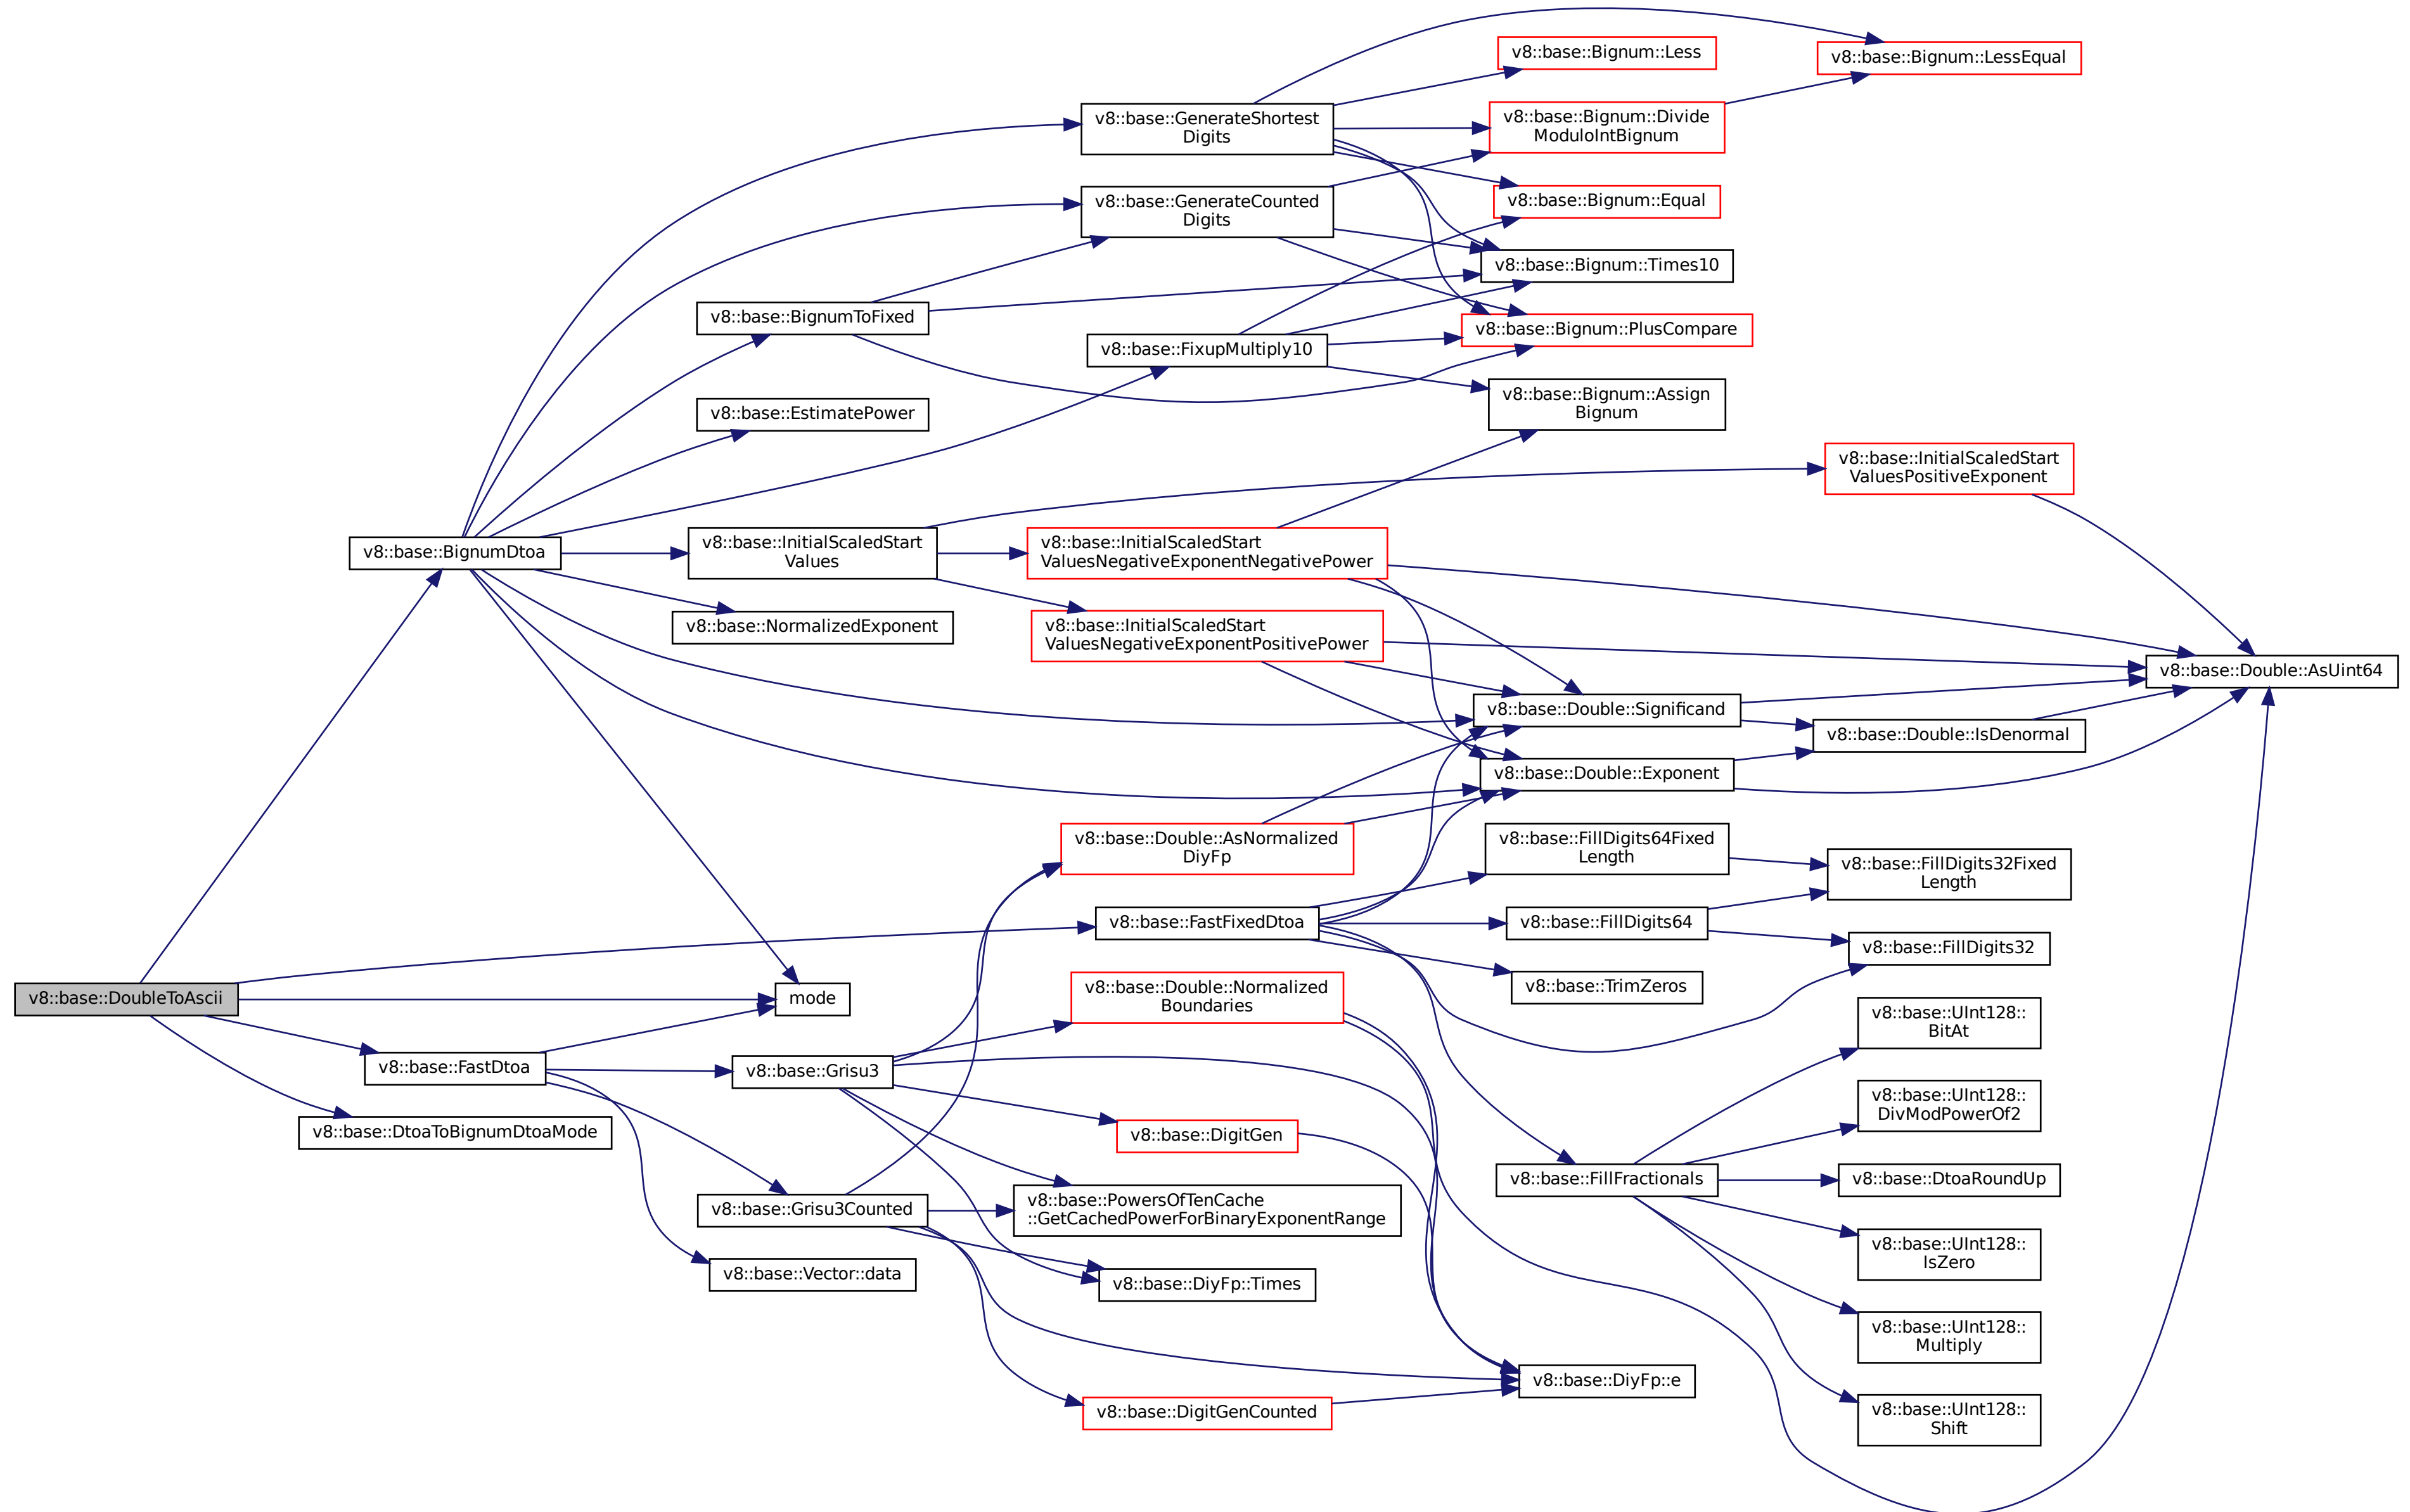 v8::base::DoubleToAscii
v8::base::BignumDtoa
v8::base::FastDtoa
v8::base::DtoaToBignumDtoaMode
v8::base::BignumToFixed
v8::base::EstimatePower
v8::base::InitialScaledStart
Values
v8::base::NormalizedExponent
mode
v8::base::Grisu3
v8::base::Grisu3Counted
v8::base::Vector::data
v8::base::GenerateShortest
Digits
v8::base::GenerateCounted
Digits
v8::base::FixupMultiply10
v8::base::InitialScaledStart
ValuesNegativeExponentNegativePower
v8::base::InitialScaledStart
ValuesNegativeExponentPositivePower
v8::base::Double::AsNormalized
DiyFp
v8::base::FastFixedDtoa
v8::base::Double::Normalized
Boundaries
v8::base::DigitGen
v8::base::PowersOfTenCache
::GetCachedPowerForBinaryExponentRange
v8::base::DiyFp::Times
v8::base::DigitGenCounted
v8::base::Bignum::Less
v8::base::Bignum::Divide
ModuloIntBignum
v8::base::Bignum::Equal
v8::base::Bignum::Times10
v8::base::Bignum::PlusCompare
v8::base::Bignum::Assign
Bignum
v8::base::Double::Significand
v8::base::Double::Exponent
v8::base::FillDigits64Fixed
Length
v8::base::FillDigits64
v8::base::TrimZeros
v8::base::FillFractionals
v8::base::DiyFp::e
v8::base::Bignum::LessEqual
v8::base::InitialScaledStart
ValuesPositiveExponent
v8::base::Double::IsDenormal
v8::base::FillDigits32Fixed
Length
v8::base::FillDigits32
v8::base::UInt128::
BitAt
v8::base::UInt128::
DivModPowerOf2
v8::base::DtoaRoundUp
v8::base::UInt128::
IsZero
v8::base::UInt128::
Multiply
v8::base::UInt128::
Shift
v8::base::Double::AsUint64